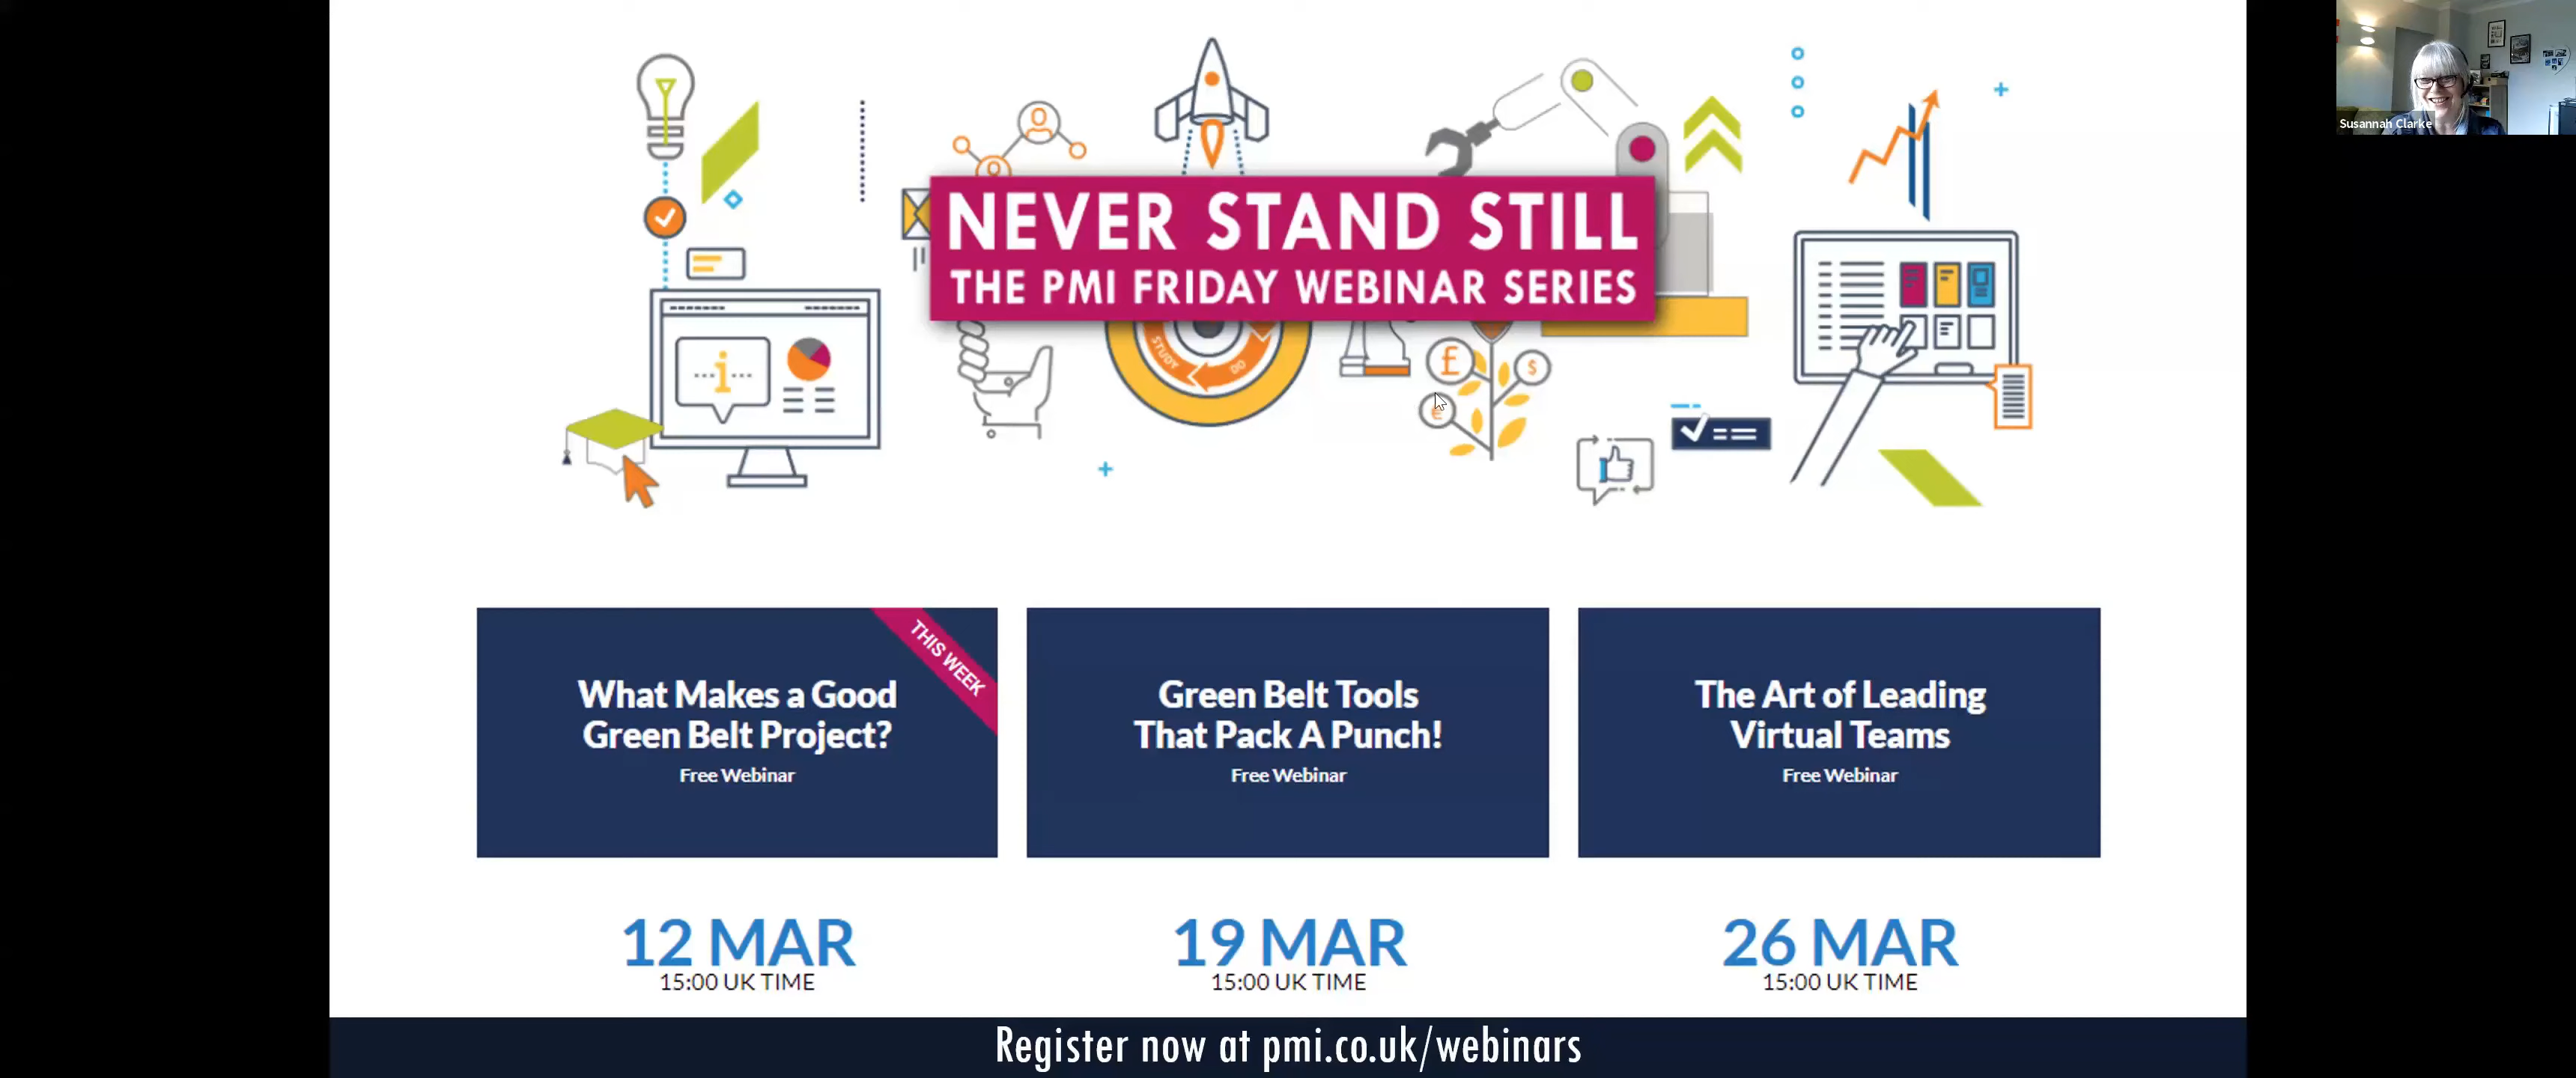 Susannah Clarke
NEVER STAND STILL
THE PMI FRIDAY WEBINAR SERIES
STUDY
DO
£
$
€
i
THIS WEEK
What Makes a Good
Green Belt Project?
Free Webinar
Green Belt Tools
That Pack A Punch!
Free Webinar
The Art of Leading
Virtual Teams
Free Webinar
12 MAR
15:00 UK TIME
19 MAR
15:00 UK TIME
26 MAR
15:00 UK TIME
Register now at pmi.co.uk/webinars